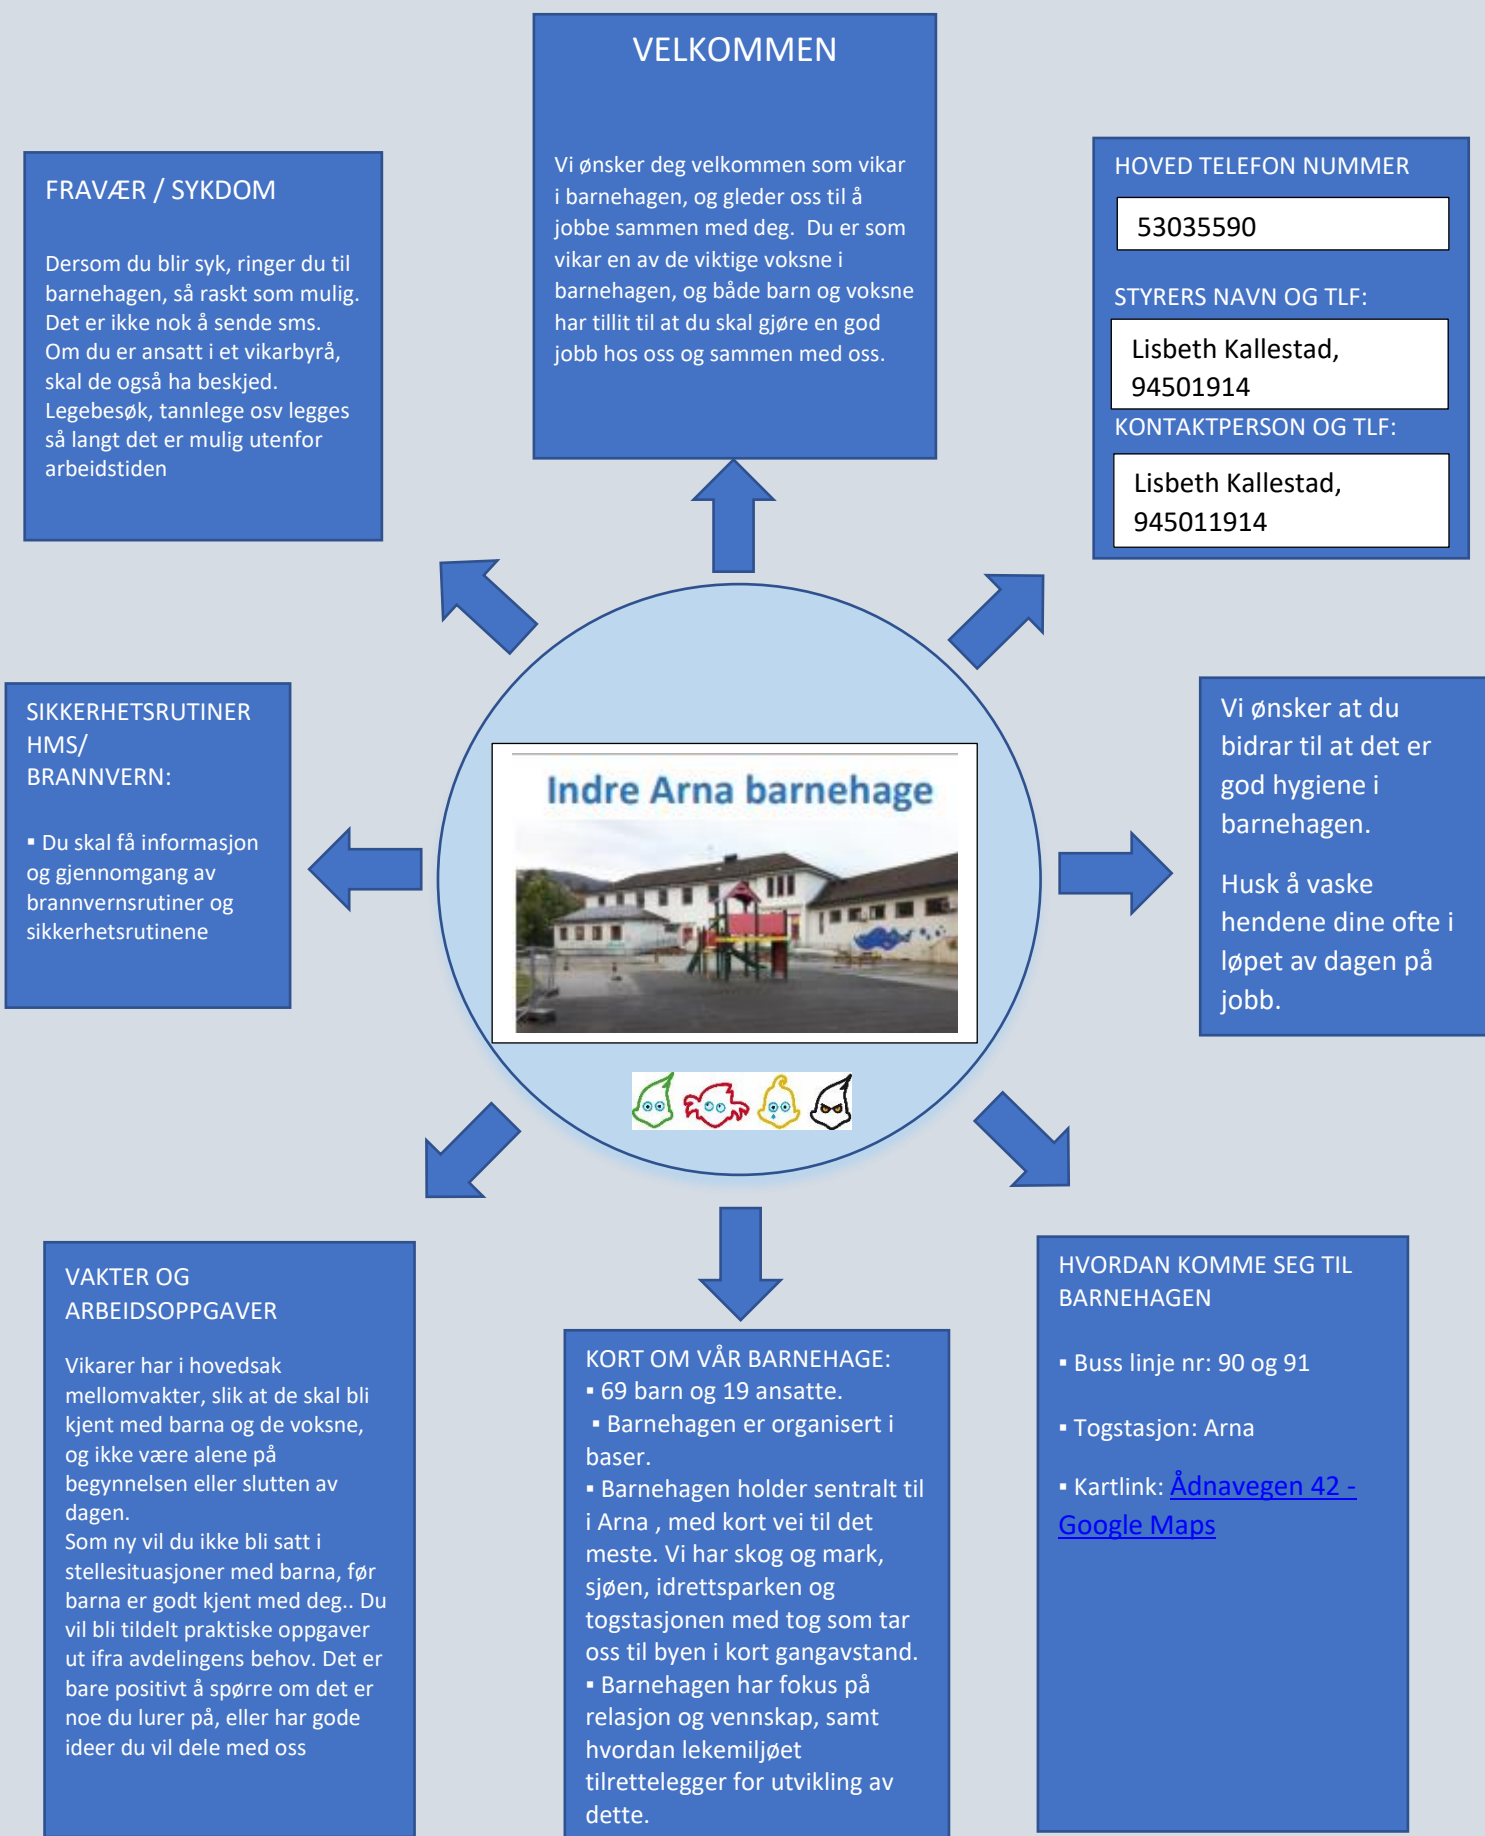 VELKOMMEN
Vi ønsker deg velkommen som vikar
i barnehagen, og gleder oss til å
jobbe sammen med deg.  Du er som
vikar en av de viktige voksne i
barnehagen, og både barn og voksne
har tillit til at du skal gjøre en god
jobb hos oss og sammen med oss.
FRAVÆR / SYKDOM
Dersom du blir syk, ringer du til
barnehagen, så raskt som mulig.
Det er ikke nok å sende sms.
Om du er ansatt i et vikarbyrå,
skal de også ha beskjed.
Legebesøk, tannlege osv legges
så langt det er mulig utenfor
arbeidstiden
HOVED TELEFON NUMMER
53035590
STYRERS NAVN OG TLF:
Lisbeth Kallestad,
94501914
KONTAKTPERSON OG TLF:
Lisbeth Kallestad,
945011914
SIKKERHETSRUTINER
HMS/
BRANNVERN:
▪ Du skal få informasjon
og gjennomgang av
brannvernsrutiner og
sikkerhetsrutinene
Indre Arna barnehage
Vi ønsker at du
bidrar til at det er
god hygiene i
barnehagen.
Husk å vaske
hendene dine ofte i
løpet av dagen på
jobb.
VAKTER OG
ARBEIDSOPPGAVER
Vikarer har i hovedsak
mellomvakter, slik at de skal bli
kjent med barna og de voksne,
og ikke være alene på
begynnelsen eller slutten av
dagen.
Som ny vil du ikke bli satt i
stellesituasjoner med barna, før
barna er godt kjent med deg.. Du
vil bli tildelt praktiske oppgaver
ut ifra avdelingens behov. Det er
bare positivt å spørre om det er
noe du lurer på, eller har gode
ideer du vil dele med oss
KORT OM VÅR BARNEHAGE:
▪ 69 barn og 19 ansatte.
▪ Barnehagen er organisert i
baser.
▪ Barnehagen holder sentralt til
i Arna , med kort vei til det
meste. Vi har skog og mark,
sjøen, idrettsparken og
togstasjonen med tog som tar
oss til byen i kort gangavstand.
▪ Barnehagen har fokus på
relasjon og vennskap, samt
hvordan lekemiljøet
tilrettelegger for utvikling av
dette.
HVORDAN KOMME SEG TIL
BARNEHAGEN
▪ Buss linje nr: 90 og 91
▪ Togstasjon: Arna
▪ Kartlink: Ådnavegen 42 -
Google Maps